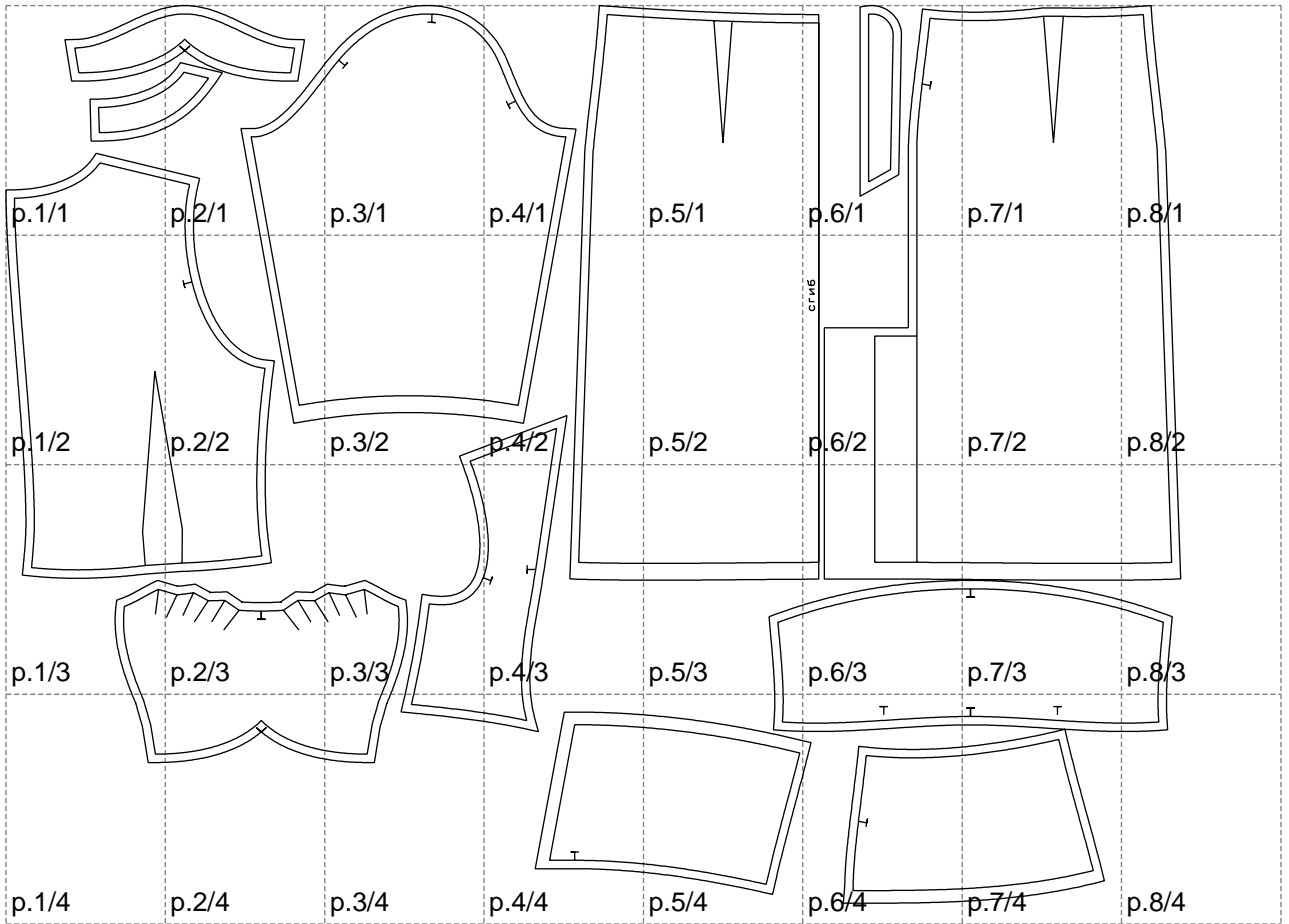 p.1/1 p.2/1 p.3/1 p.4/1 p.5/1 p.6/1 p.7/1 p.8/1
сгиб
p.1/2 p.2/2 p.3/2 p.4/2 p.5/2 p.6/2 p.7/2 p.8/2
p.1/3 p.2/3 p.3/3 p.4/3 p.5/3 p.6/3 p.7/3 p.8/3
p.1/4 p.2/4 p.3/4 p.4/4 p.5/4 p.6/4 p.7/4 p.8/4